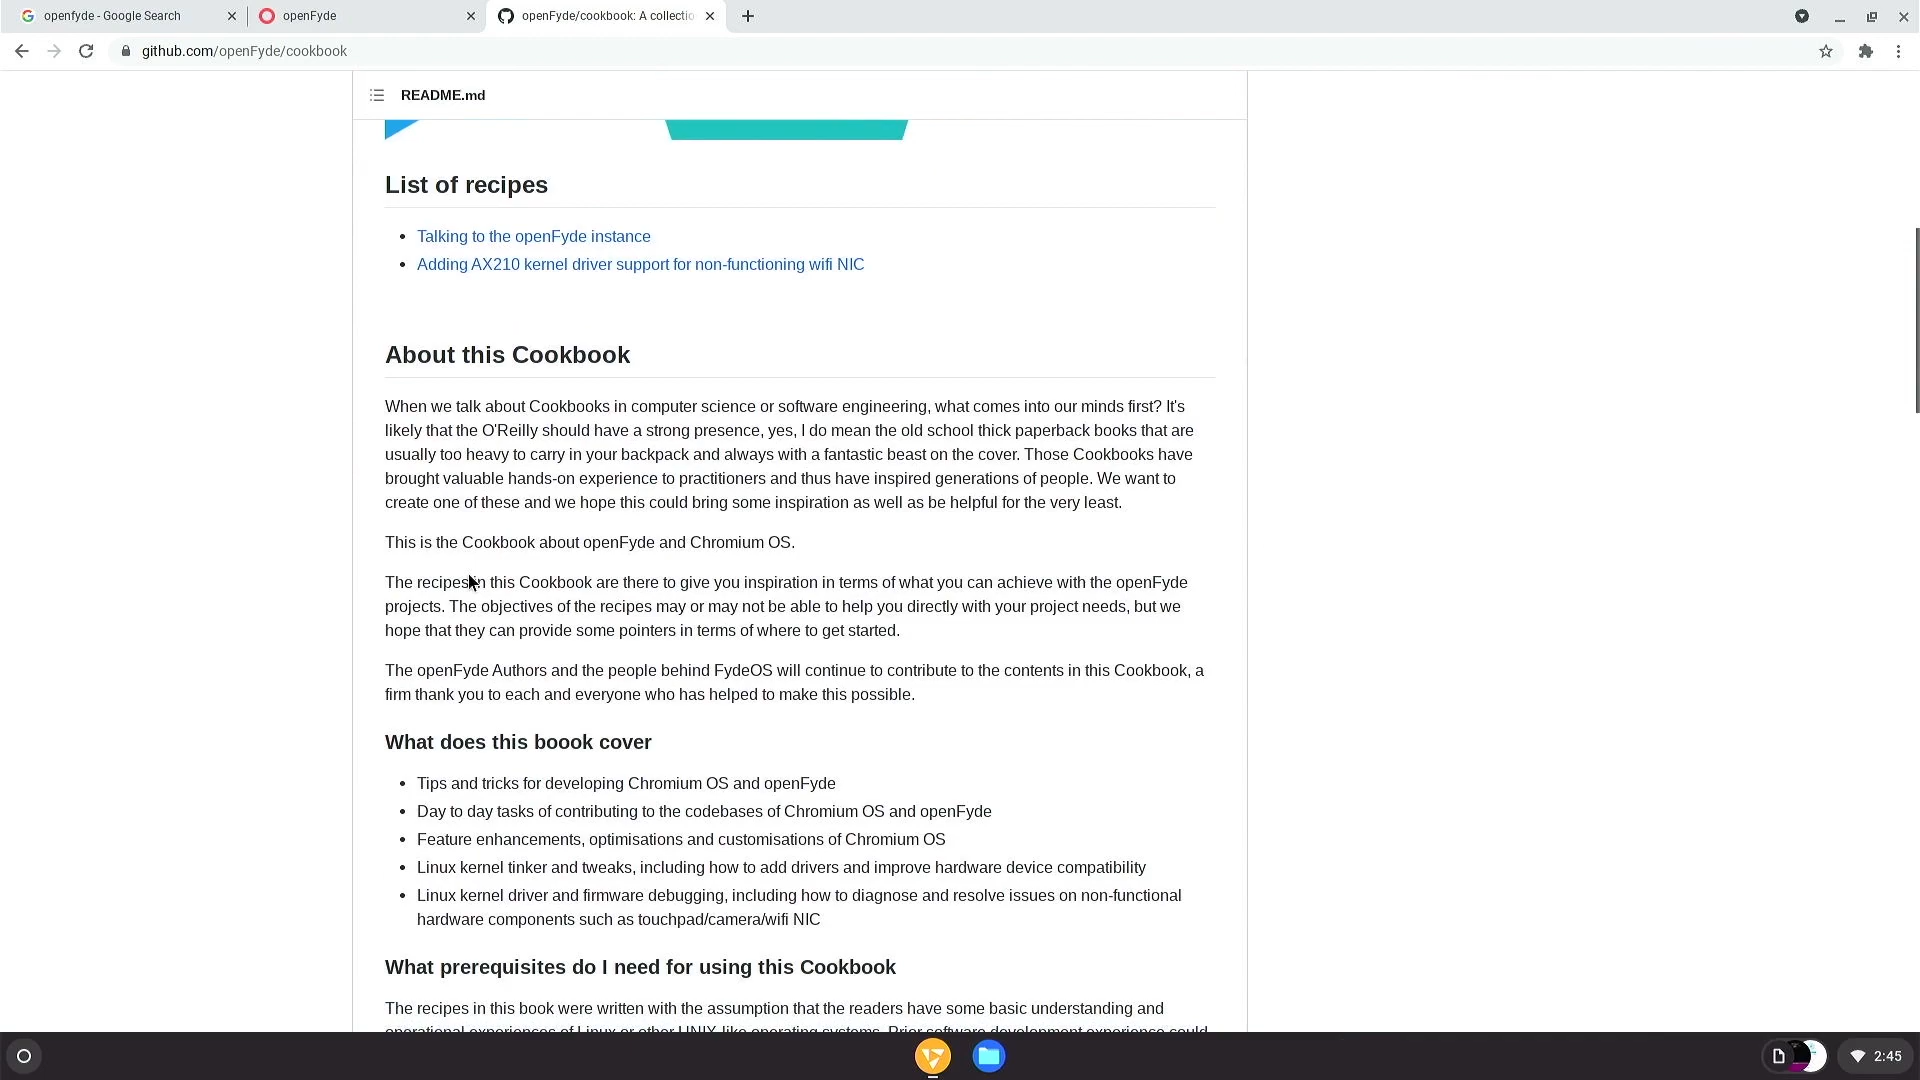 openfyde - Google Search
openFyde
openFyde/cookbook: A collectio
github.com/openFyde/cookbook
README.md
List of recipes
Talking to the openFyde instance
Adding AX210 kernel driver support for non-functioning wifi NIC
About this Cookbook
When we talk about Cookbooks in computer science or software engineering, what comes into our minds first? It's
likely that the O'Reilly should have a strong presence, yes, I do mean the old school thick paperback books that are
usually too heavy to carry in your backpack and always with a fantastic beast on the cover. Those Cookbooks have
brought valuable hands-on experience to practitioners and thus have inspired generations of people. We want to
create one of these and we hope this could bring some inspiration as well as be helpful for the very least.
This is the Cookbook about openFyde and Chromium OS.
The recipes in this Cookbook are there to give you inspiration in terms of what you can achieve with the openFyde
projects. The objectives of the recipes may or may not be able to help you directly with your project needs, but we
hope that they can provide some pointers in terms of where to get started.
The openFyde Authors and the people behind FydeOS will continue to contribute to the contents in this Cookbook, a
firm thank you to each and everyone who has helped to make this possible.
What does this boook cover
Tips and tricks for developing Chromium OS and openFyde
Day to day tasks of contributing to the codebases of Chromium OS and openFyde
Feature enhancements, optimisations and customisations of Chromium OS
Linux kernel tinker and tweaks, including how to add drivers and improve hardware device compatibility
Linux kernel driver and firmware debugging, including how to diagnose and resolve issues on non-functional
hardware components such as touchpad/camera/wifi NIC
What prerequisites do I need for using this Cookbook
The recipes in this book were written with the assumption that the readers have some basic understanding and
operational experiences of Linux or other UNIX-like operating systems. Prior software development experience could
2:45